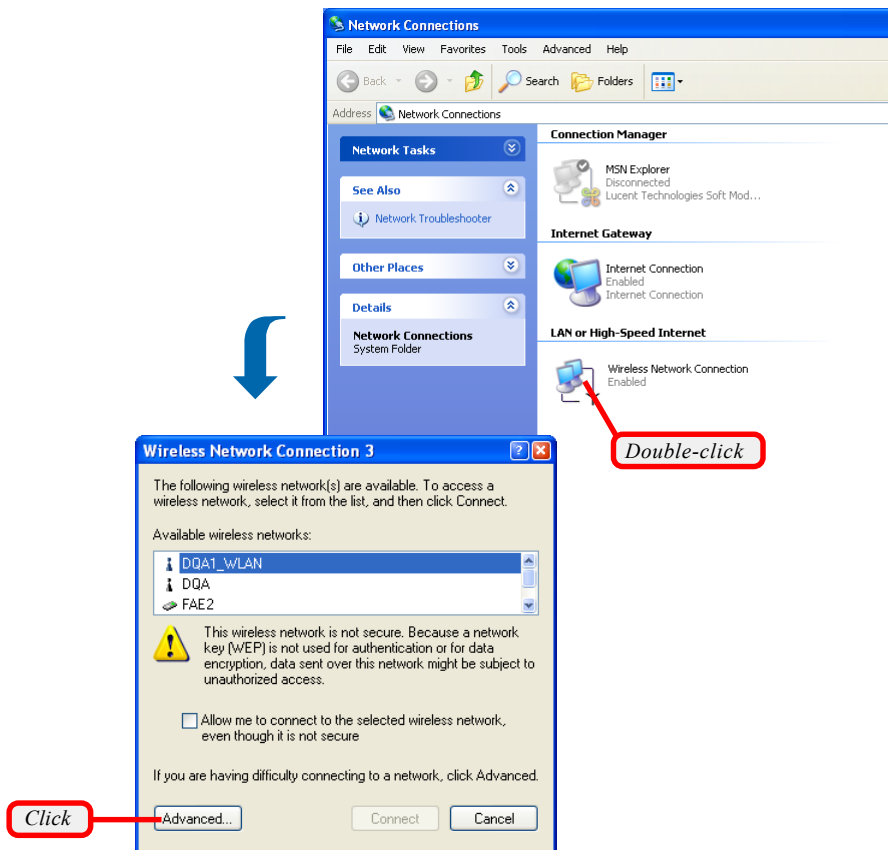 Network Connections
File Edit View Favorites Tools Advanced Help
Back Search Folders
Address Network Connections
Network Tasks
See Also
Network Troubleshooter
Other Places
Details
Network Connections
System Folder
Connection Manager
MSN Explorer
Disconnected
Lucent Technologies Soft Mod...
Internet Gateway
Internet Connection
Enabled
Internet Connection
LAN or High-Speed Internet
Wireless Network Connection
Enabled
Double-click
Wireless Network Connection 3
The following wireless network(s) are available. To access a
wireless network, select it from the list, and then click Connect.
Available wireless networks:
DQA1_WLAN
DQA
FAE2
This wireless network is not secure. Because a network
key (WEP) is not used for authentication or for data
encryption, data sent over this network might be subject to
unauthorized access.
Allow me to connect to the selected wireless network,
even though it is not secure
If you are having difficulty connecting to a network, click Advanced.
Click
Advanced... Connect Cancel